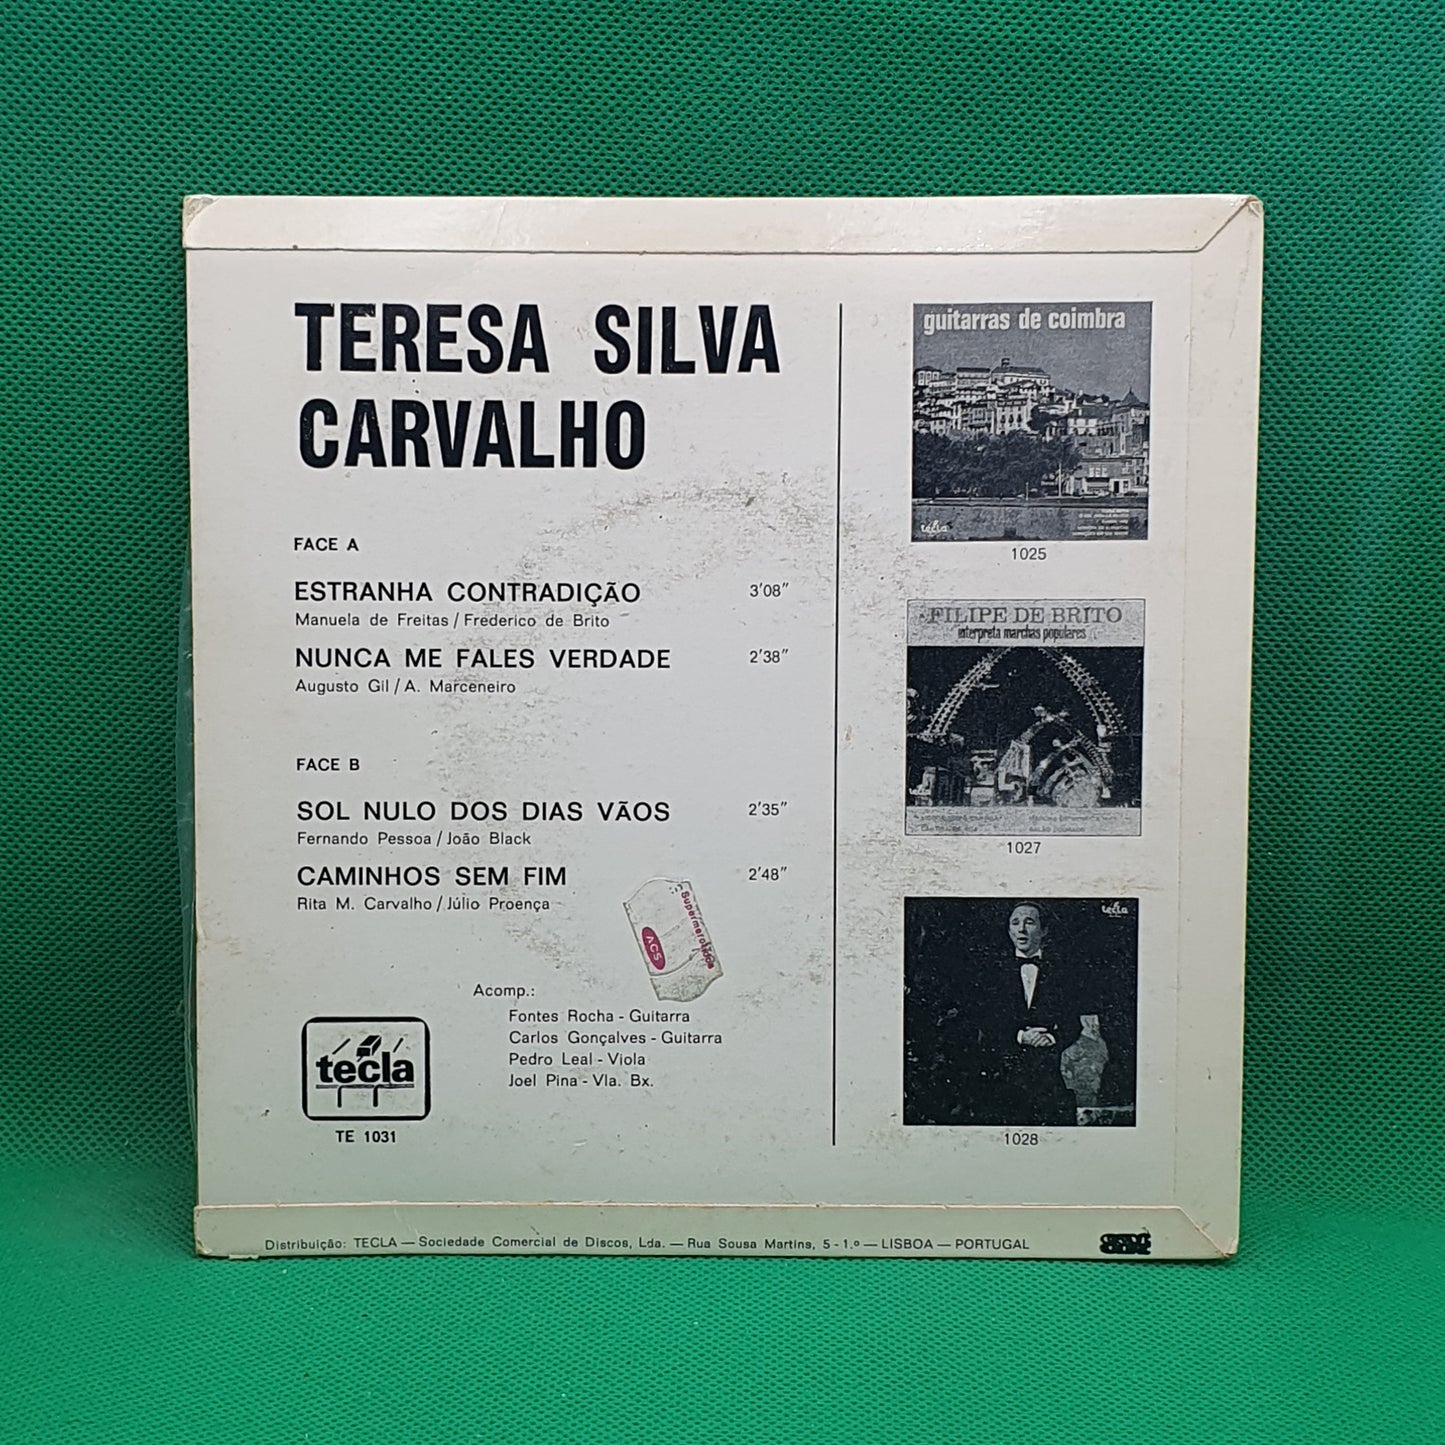 TERESA SILVA
CARVALHO
FACE A
ESTRANHA CONTRADIÇÃO 3'08"
Manuela de Freitas / Frederico de Brito
NUNCA ME FALES VERDADE 2'38"
Augusto Gil / A. Marceneiro
FACE B
SOL NULO DOS DIAS VÃOS 2'35"
Fernando Pessoa / João Black
CAMINHOS SEM FIM 2'48"
Rita M. Carvalho / Júlio Proença
ACS
Acomp.:
Fontes Rocha - Guitarra
Carlos Gonçalves - Guitarra
Pedro Leal - Viola
Joel Pina - Vla. Bx.
tecla
TE 1031
guitarras de coimbra
tecla
1025
FILIPE DE BRITO
interpreta marchas populares
tecla
1027
tecla
1028
Distribuição: TECLA — Sociedade Comercial de Discos, Lda. — Rua Sousa Martins, 5 - 1.º — LISBOA — PORTUGAL